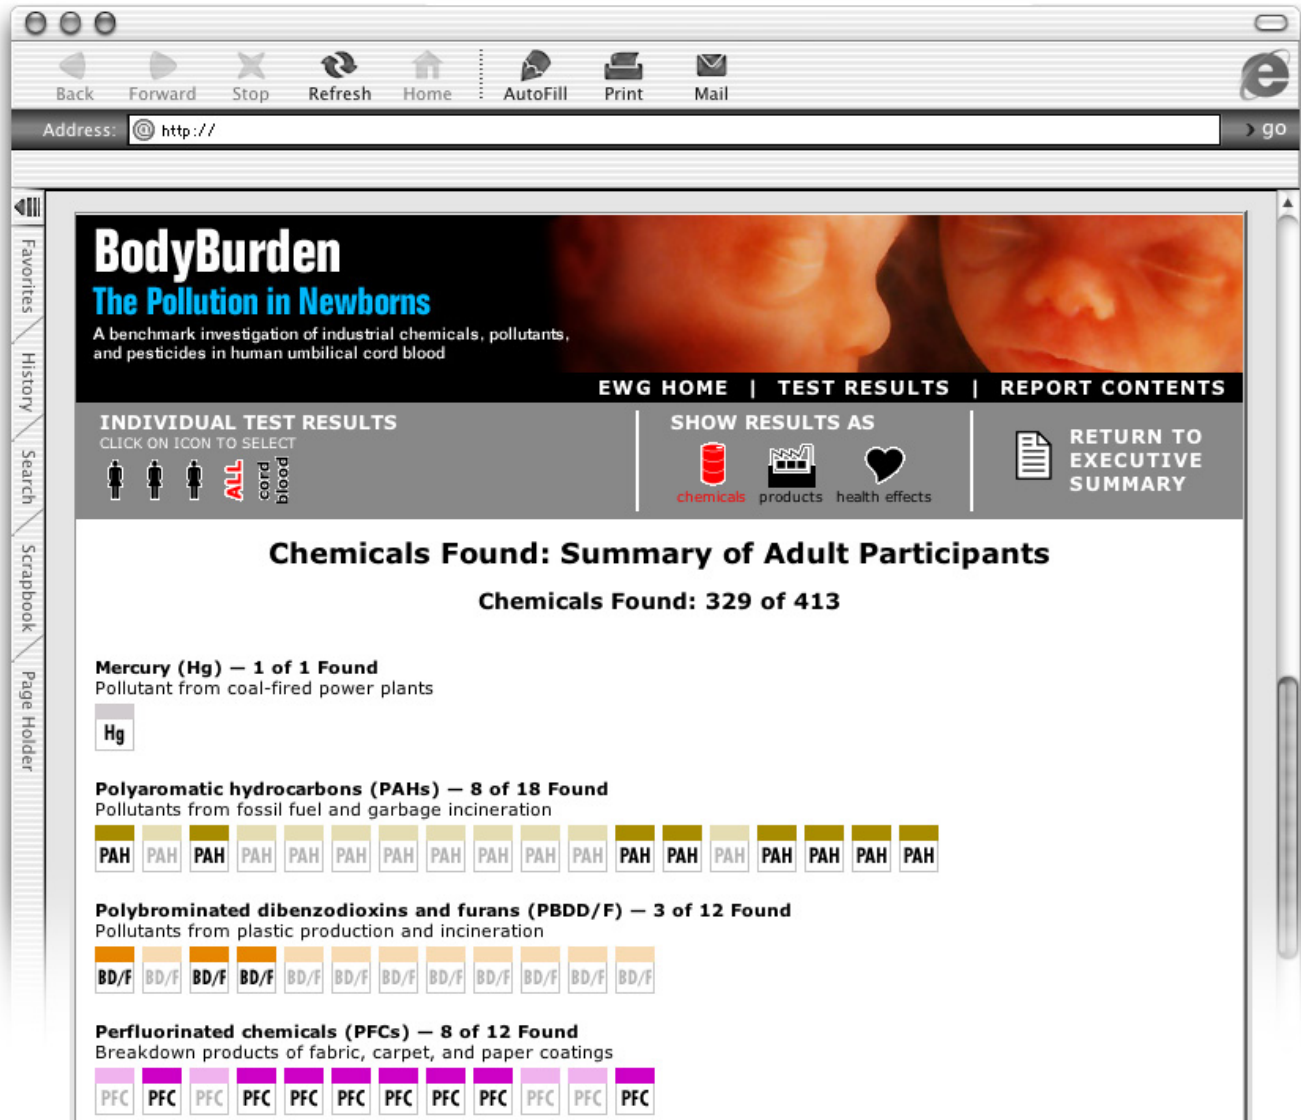 Back Forward Stop Refresh Home AutoFill Print Mail
Address: @ http:// go
Favorites
History
Search
Scrapbook
Page Holder
BodyBurden
The Pollution in Newborns
A benchmark investigation of industrial chemicals, pollutants,
and pesticides in human umbilical cord blood
EWG HOME | TEST RESULTS | REPORT CONTENTS
INDIVIDUAL TEST RESULTS
CLICK ON ICON TO SELECT
ALL
cord
blood
SHOW RESULTS AS
chemicals products health effects
RETURN TO
EXECUTIVE
SUMMARY
Chemicals Found: Summary of Adult Participants
Chemicals Found: 329 of 413
Mercury (Hg) — 1 of 1 Found
Pollutant from coal-fired power plants
Hg
Polyaromatic hydrocarbons (PAHs) — 8 of 18 Found
Pollutants from fossil fuel and garbage incineration
PAH PAH PAH PAH PAH PAH PAH PAH PAH PAH PAH PAH PAH PAH PAH PAH PAH PAH
Polybrominated dibenzodioxins and furans (PBDD/F) — 3 of 12 Found
Pollutants from plastic production and incineration
BD/F BD/F BD/F BD/F BD/F BD/F BD/F BD/F BD/F BD/F BD/F BD/F
Perfluorinated chemicals (PFCs) — 8 of 12 Found
Breakdown products of fabric, carpet, and paper coatings
PFC PFC PFC PFC PFC PFC PFC PFC PFC PFC PFC PFC